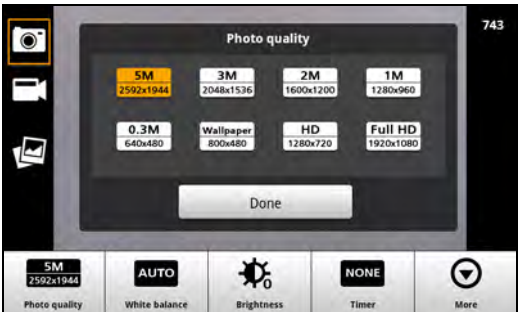 743
Photo quality
5M
2592x1944
3M
2048x1536
2M
1600x1200
1M
1280x960
0.3M
640x480
Wallpaper
800x480
HD
1280x720
Full HD
1920x1080
Done
5M
2592x1944
AUTO
0
NONE
Photo quality
White balance
Brightness
Timer
More